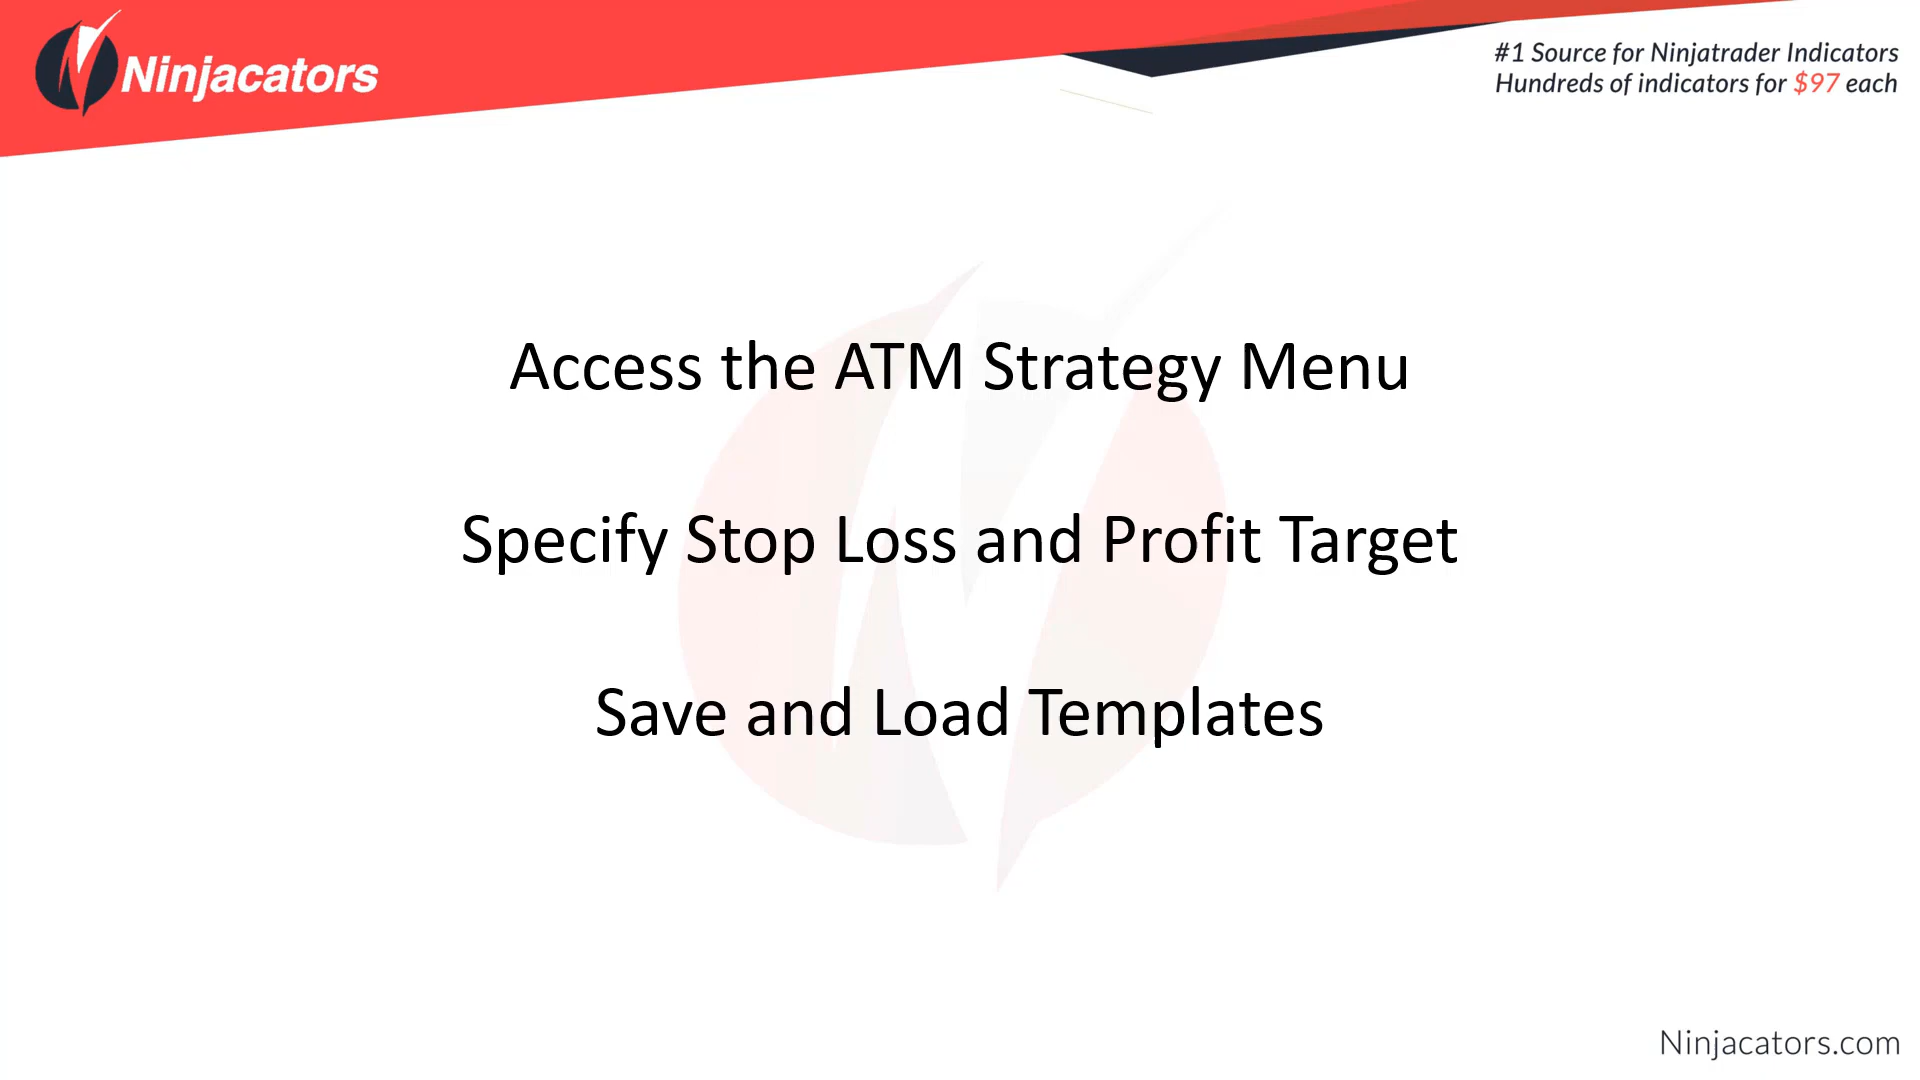 Ninjacators
#1 Source for Ninjatrader Indicators
Hundreds of indicators for $97 each
Access the ATM Strategy Menu
Specify Stop Loss and Profit Target
Save and Load Templates
Ninjacators.com